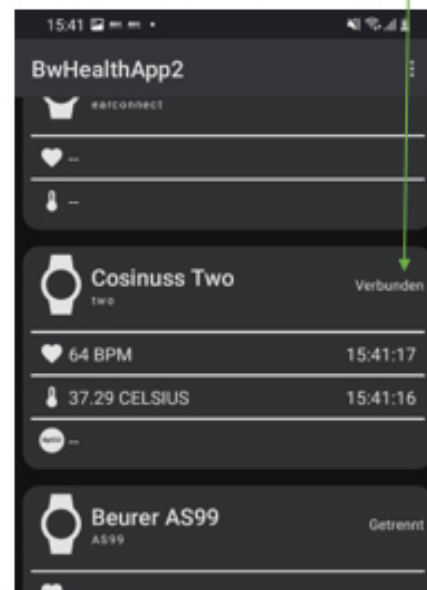 15:41
BwHealthApp2
earconnect
--
--
Cosinuss Two
two
Verbunden
64 BPM 15:41:17
37.29 CELSIUS 15:41:16
--
Beurer AS99
AS99
Getrennt